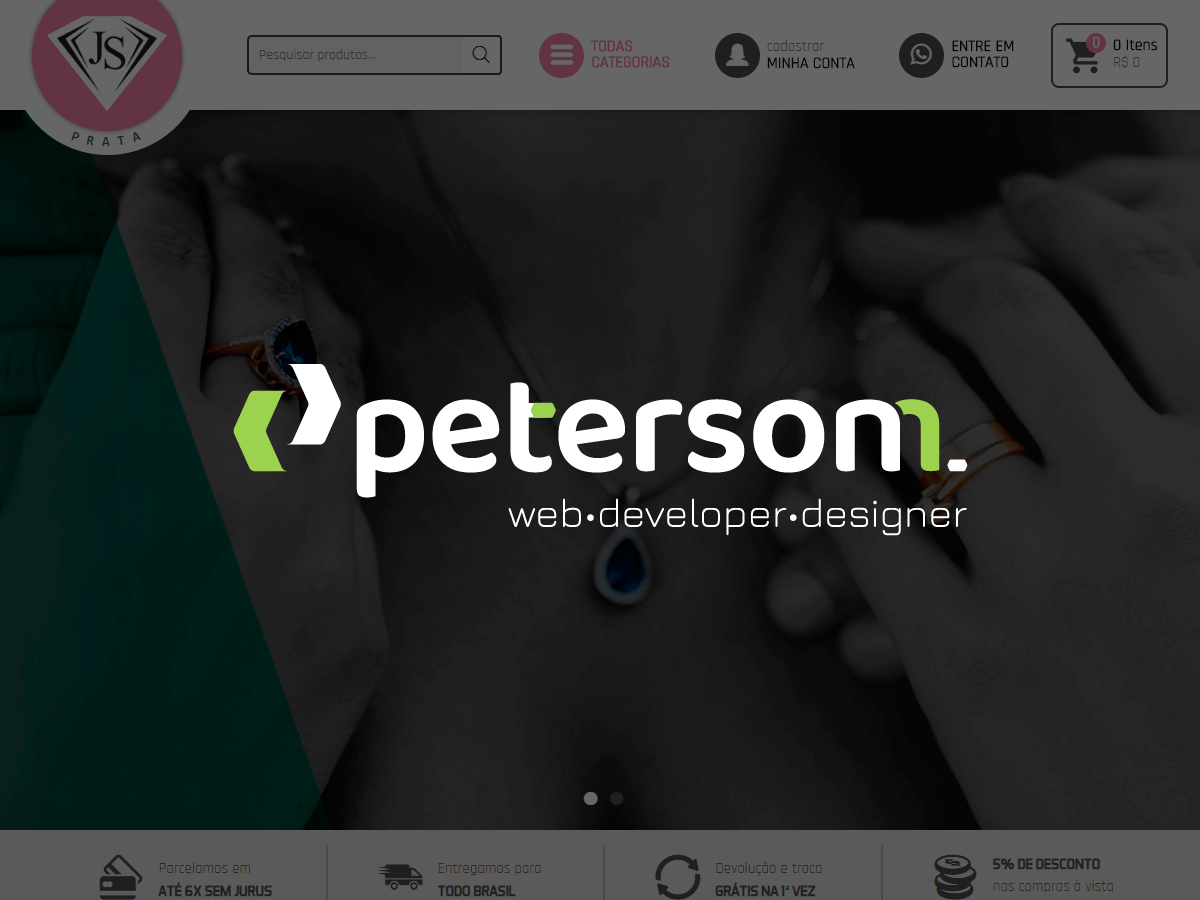 JS
PRATA
Pesquisar produtos...
TODAS
CATEGORIAS
cadastrar
MINHA CONTA
ENTRE EM
CONTATO
0
0 Itens
R$ 0
petersom.
web•developer•designer
Parcelamos em
ATÉ 6X SEM JURUS
Entregamos para
TODO BRASIL
Devolução e troca
GRÁTIS NA 1ª VEZ
5% DE DESCONTO
nas compras à vista